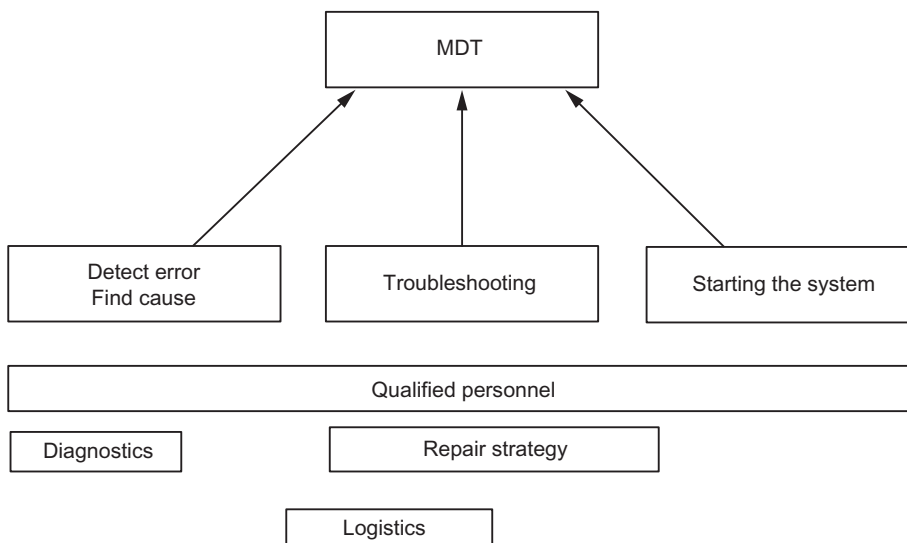 MDT
Detect error
Find cause
Troubleshooting
Starting the system
Qualified personnel
Diagnostics
Repair strategy
Logistics